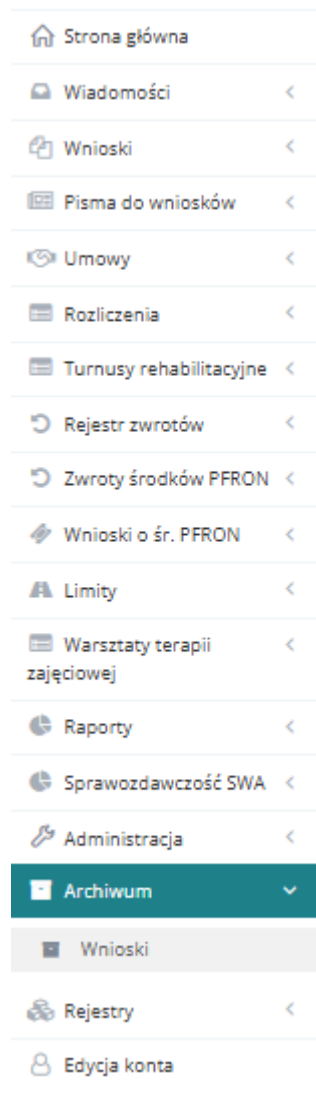 Strona główna
Wiadomości
Wnioski
Pisma do wniosków
Umowy
Rozliczenia
Turnusy rehabilitacyjne
Rejestr zwrotów
Zwroty środków PFRON
Wnioski o śr. PFRON
Limity
Warsztaty terapii
zajęciowej
Raporty
Sprawozdawczość SWA
Administracja
Archiwum
Wnioski
Rejestry
Edycja konta